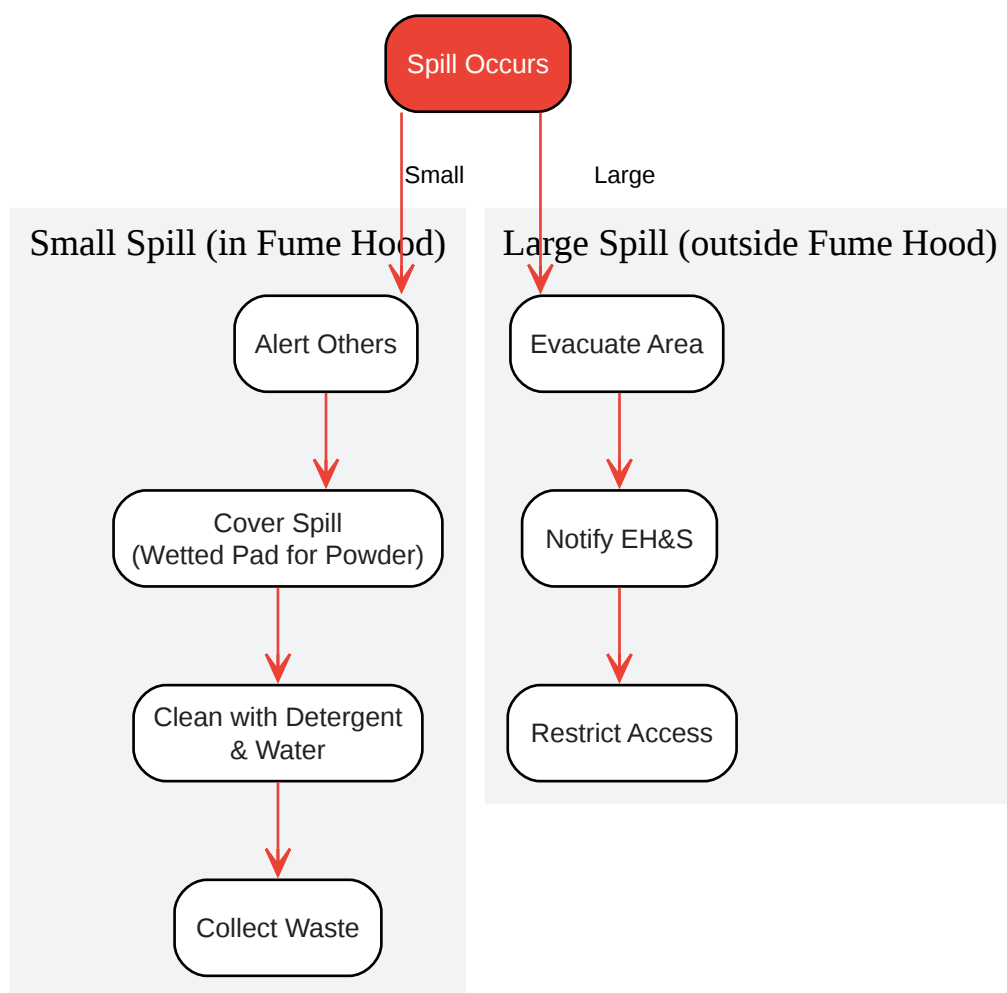 Spill Occurs
Small
Large
Small Spill (in Fume Hood)
Large Spill (outside Fume Hood)
Alert Others
Evacuate Area
Cover Spill
(Wetted Pad for Powder)
Notify EH&S
Clean with Detergent
& Water
Restrict Access
Collect Waste